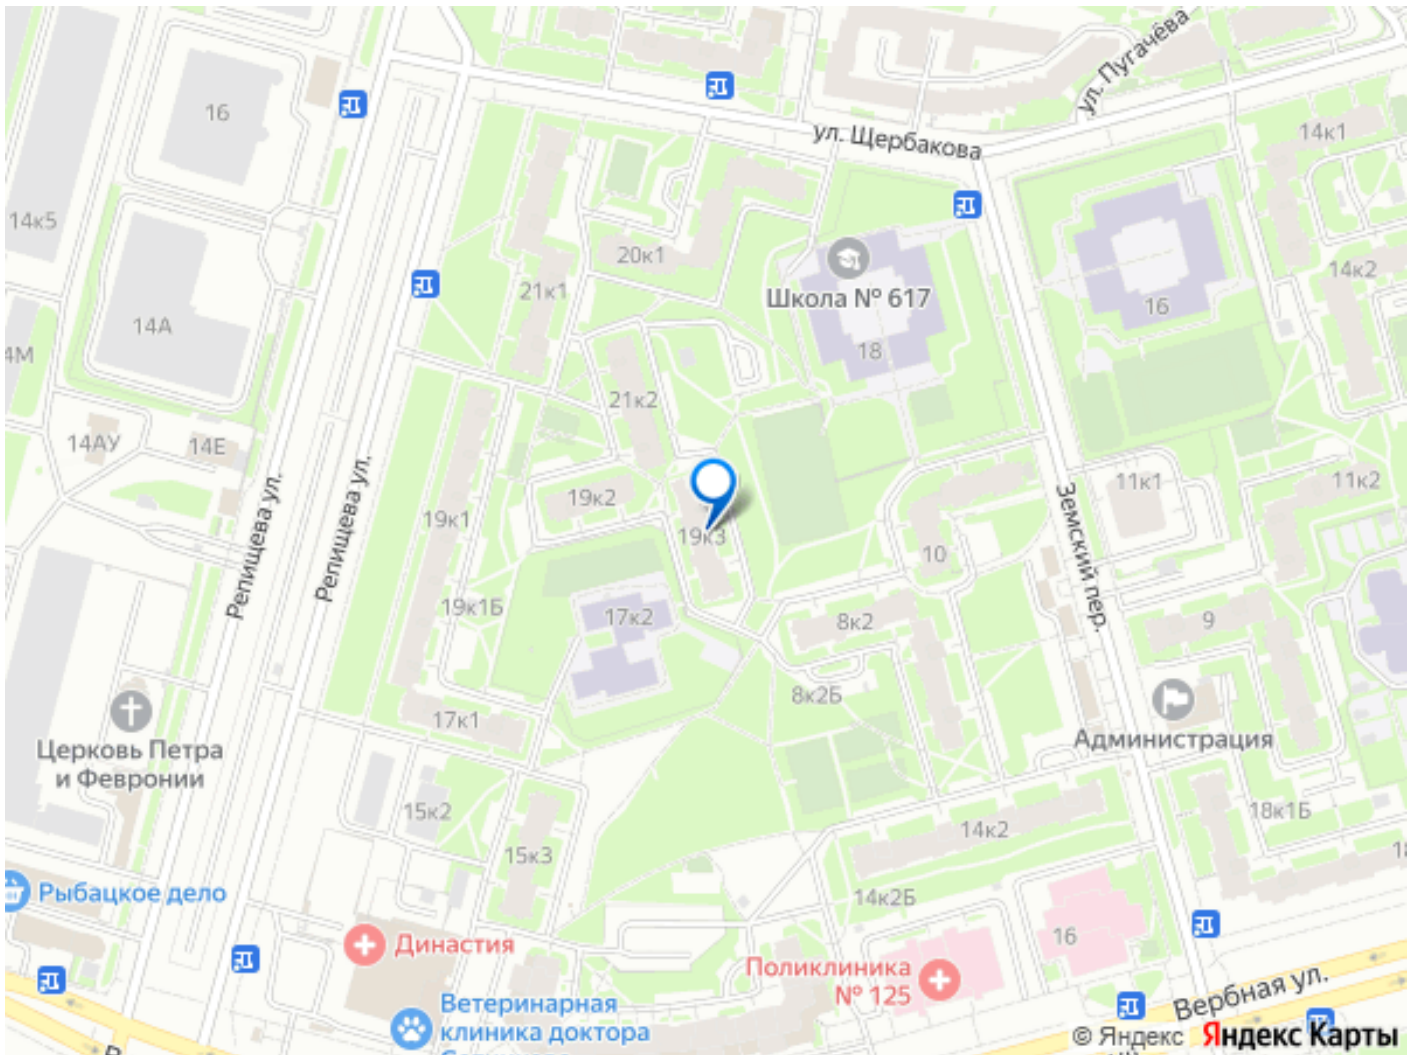 ул. Пугачёва
16
14к1
ул. Щербакова
14к5
20к1
14к2
21к1
Школа № 617
16
14А
18
21к2
14АУ
14Е
11к1
11к2
19к2
19к1
19к3
10
Репищева ул.
Репищева ул.
Земский пер.
19к1Б
17к2
8к2
9
8к2Б
17к1
Церковь Петра
и Февронии
Администрация
15к2
14к2
18к1Б
15к3
14к2Б
Рыбацкое дело
16
Династия
Поликлиника
№ 125
Вербная ул.
Ветеринарная
клиника доктора
© Яндекс Яндекс Карты